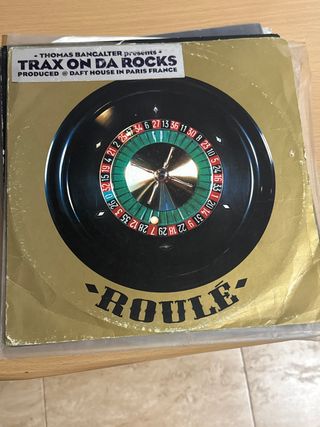 • THOMAS BANGALTER presents •
TRAX ON DA ROCKS
PRODUCED @ DAFT HOUSE IN PARIS FRANCE
•ROULÉ•